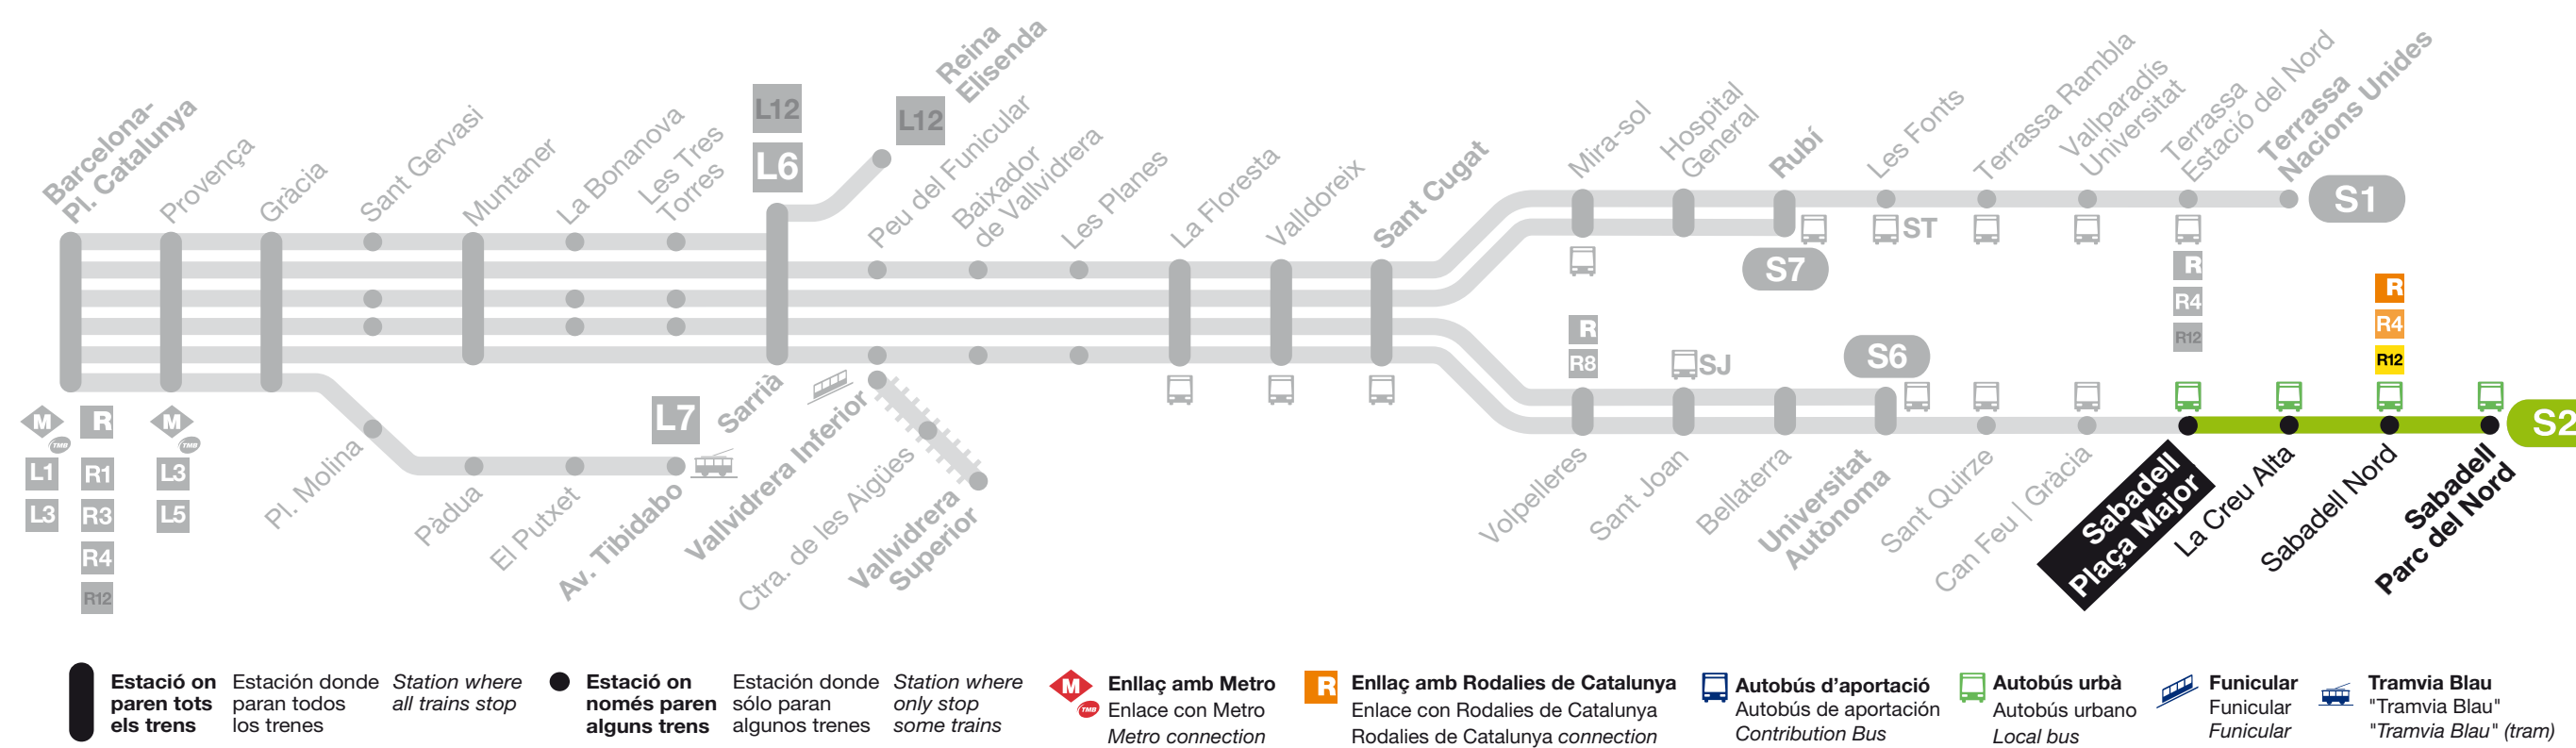 Barcelona-
Pl. Catalunya
Provença
Gràcia
Sant Gervasi
Muntaner
La Bonanova
Les Tres
Torres
L12
L6
L12
Reina
Elisenda
Peu del Funicular
Baixador
de Vallvidrera
Les Planes
La Floresta
Valldoreix
Sant Cugat
Mira-sol
Hospital
General
Rubí
Les Fonts
Terrassa Rambla
Vallparadís
Universitat
Terrassa
Estació del Nord
Terrassa
Nacions Unides
S1
ST
S7
R
R4
R12
R
R4
R12
R
R8
SJ
S6
S2
M
TMB
L1
L3
R
R1
R3
R4
R12
M
TMB
L3
L5
Pl. Molina
Pàdua
El Putxet
Av. Tibidabo
L7
Sarrià
Vallvidrera Inferior
Ctra. de les Aigües
Vallvidrera
Superior
Volpelleres
Sant Joan
Bellaterra
Universitat
Autònoma
Sant Quirze
Can Feu | Gràcia
Sabadell
Plaça Major
La Creu Alta
Sabadell Nord
Sabadell
Parc del Nord
Estació on
paren tots
els trens
Estación donde
paran todos
los trenes
Station where
all trains stop
Estació on
només paren
alguns trens
Estación donde
sólo paran
algunos trenes
Station where
only stop
some trains
M
TMB
Enllaç amb Metro
Enlace con Metro
Metro connection
R
Enllaç amb Rodalies de Catalunya
Enlace con Rodalies de Catalunya
Rodalies de Catalunya connection
Autobús d'aportació
Autobús de aportación
Contribution Bus
Autobús urbà
Autobús urbano
Local bus
Funicular
Funicular
Funicular
Tramvia Blau
"Tramvia Blau"
"Tramvia Blau" (tram)